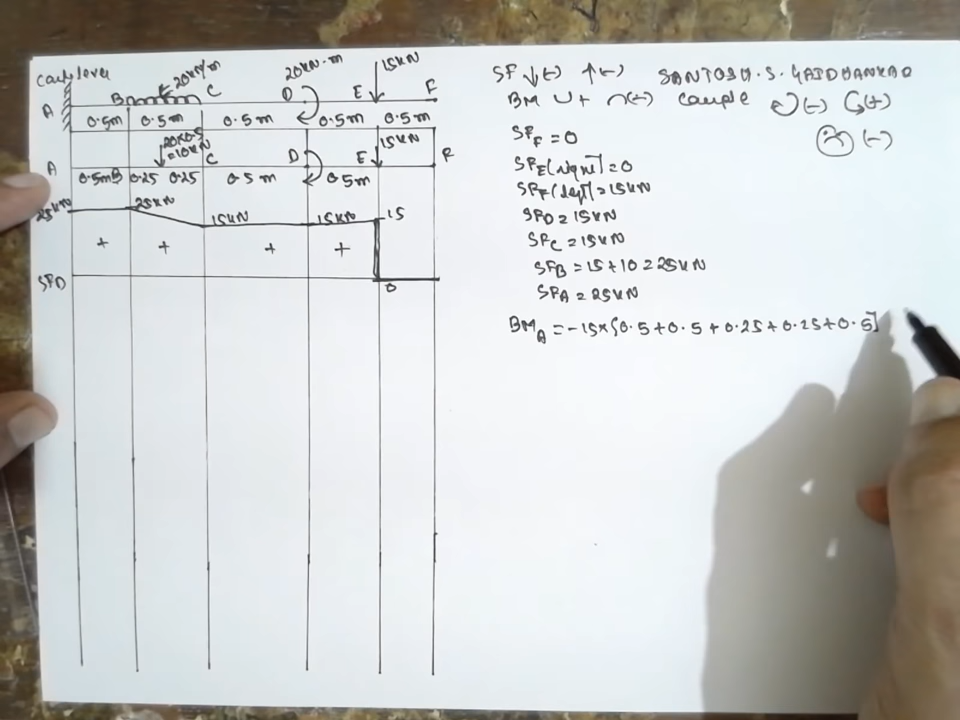 Cantilever
20kN/m
20kN·m
15kN
A B C D E F
0.5m 0.5m 0.5m 0.5m 0.5m
20×0.5
=10kN
15kN
A C D E F
0.5m B 0.25 0.25 0.5m 0.5m
25kN 25kN 15kN 15kN 15
+ + + +
SFD 0
SF ↓(-) ↑(-) SANTOSH.S.GAIDHANKAR
BM ∪+ ∩(-) couple (-) (+)
(-)
SF_F = 0
SF_E(right) = 0
SF_F(left) = 15kN
SF_D = 15kN
SF_C = 15kN
SF_B = 15+10 = 25kN
SF_A = 25kN
BM_A = -15×[0.5+0.5+0.25+0.25+0.5]